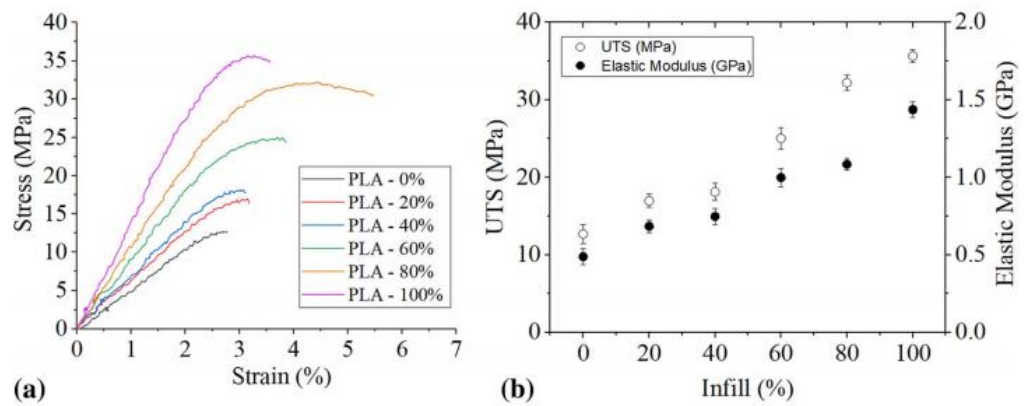 40
35
30
25
20
15
10
5
0
Stress (MPa)
PLA - 0%
PLA - 20%
PLA - 40%
PLA - 60%
PLA - 80%
PLA - 100%
0 1 2 3 4 5 6 7
Strain (%)
(a)
40
30
20
10
0
UTS (MPa)
UTS (MPa)
Elastic Modulus (GPa)
2.0
1.5
1.0
0.5
0.0
Elastic Modulus (GPa)
0 20 40 60 80 100
Infill (%)
(b)